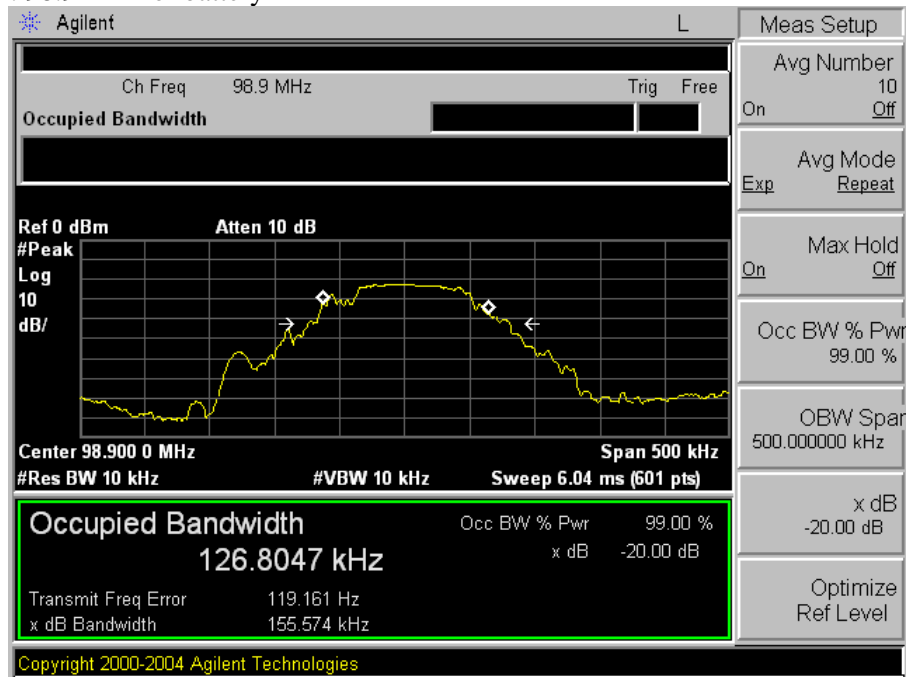 Agilent L
Meas Setup
Ch Freq 98.9 MHz Trig Free
Occupied Bandwidth
Ref 0 dBm Atten 10 dB
#Peak
Log
10
dB/
Center 98.900 0 MHz Span 500 kHz
#Res BW 10 kHz #VBW 10 kHz Sweep 6.04 ms (601 pts)
Occupied Bandwidth
126.8047 kHz
Occ BW % Pwr 99.00 %
x dB -20.00 dB
Transmit Freq Error 119.161 Hz
x dB Bandwidth 155.574 kHz
Copyright 2000-2004 Agilent Technologies
Avg Number
10
On Off
Avg Mode
Exp Repeat
Max Hold
On Off
Occ BW % Pwr
99.00 %
OBW Span
500.000000 kHz
x dB
-20.00 dB
Optimize
Ref Level